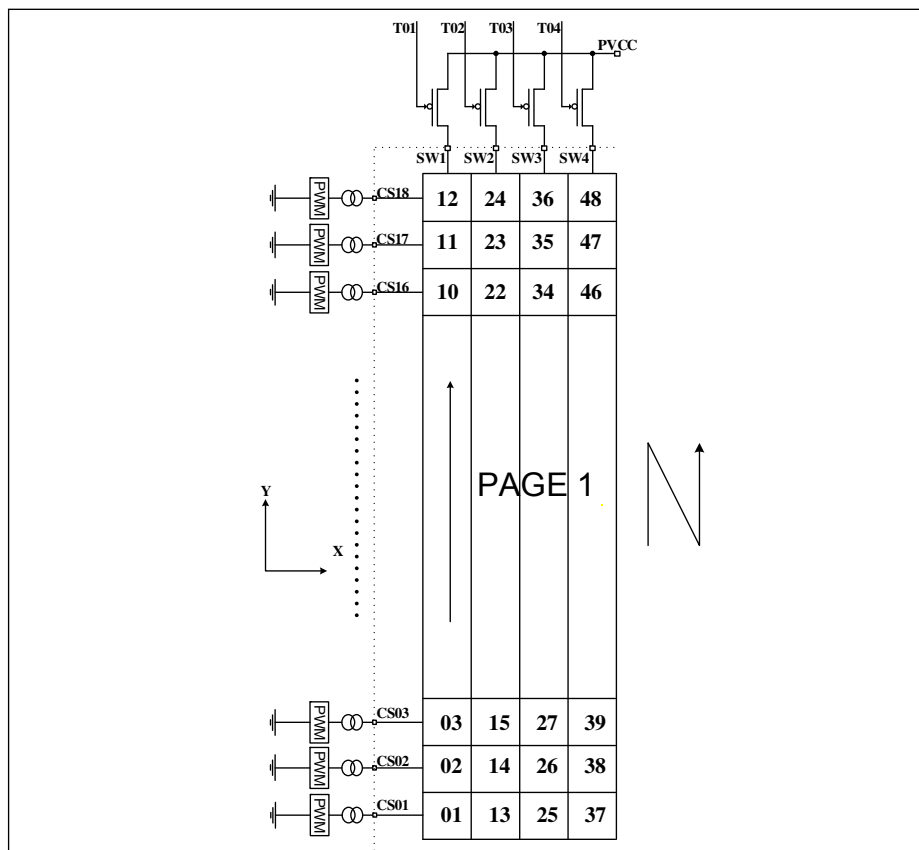 T01 T02 T03 T04
PVCC
SW1 SW2 SW3 SW4
PWM CS18 12 24 36 48
PWM CS17 11 23 35 47
PWM CS16 10 22 34 46
PAGE 1
Y
X
PWM CS03 03 15 27 39
PWM CS02 02 14 26 38
PWM CS01 01 13 25 37